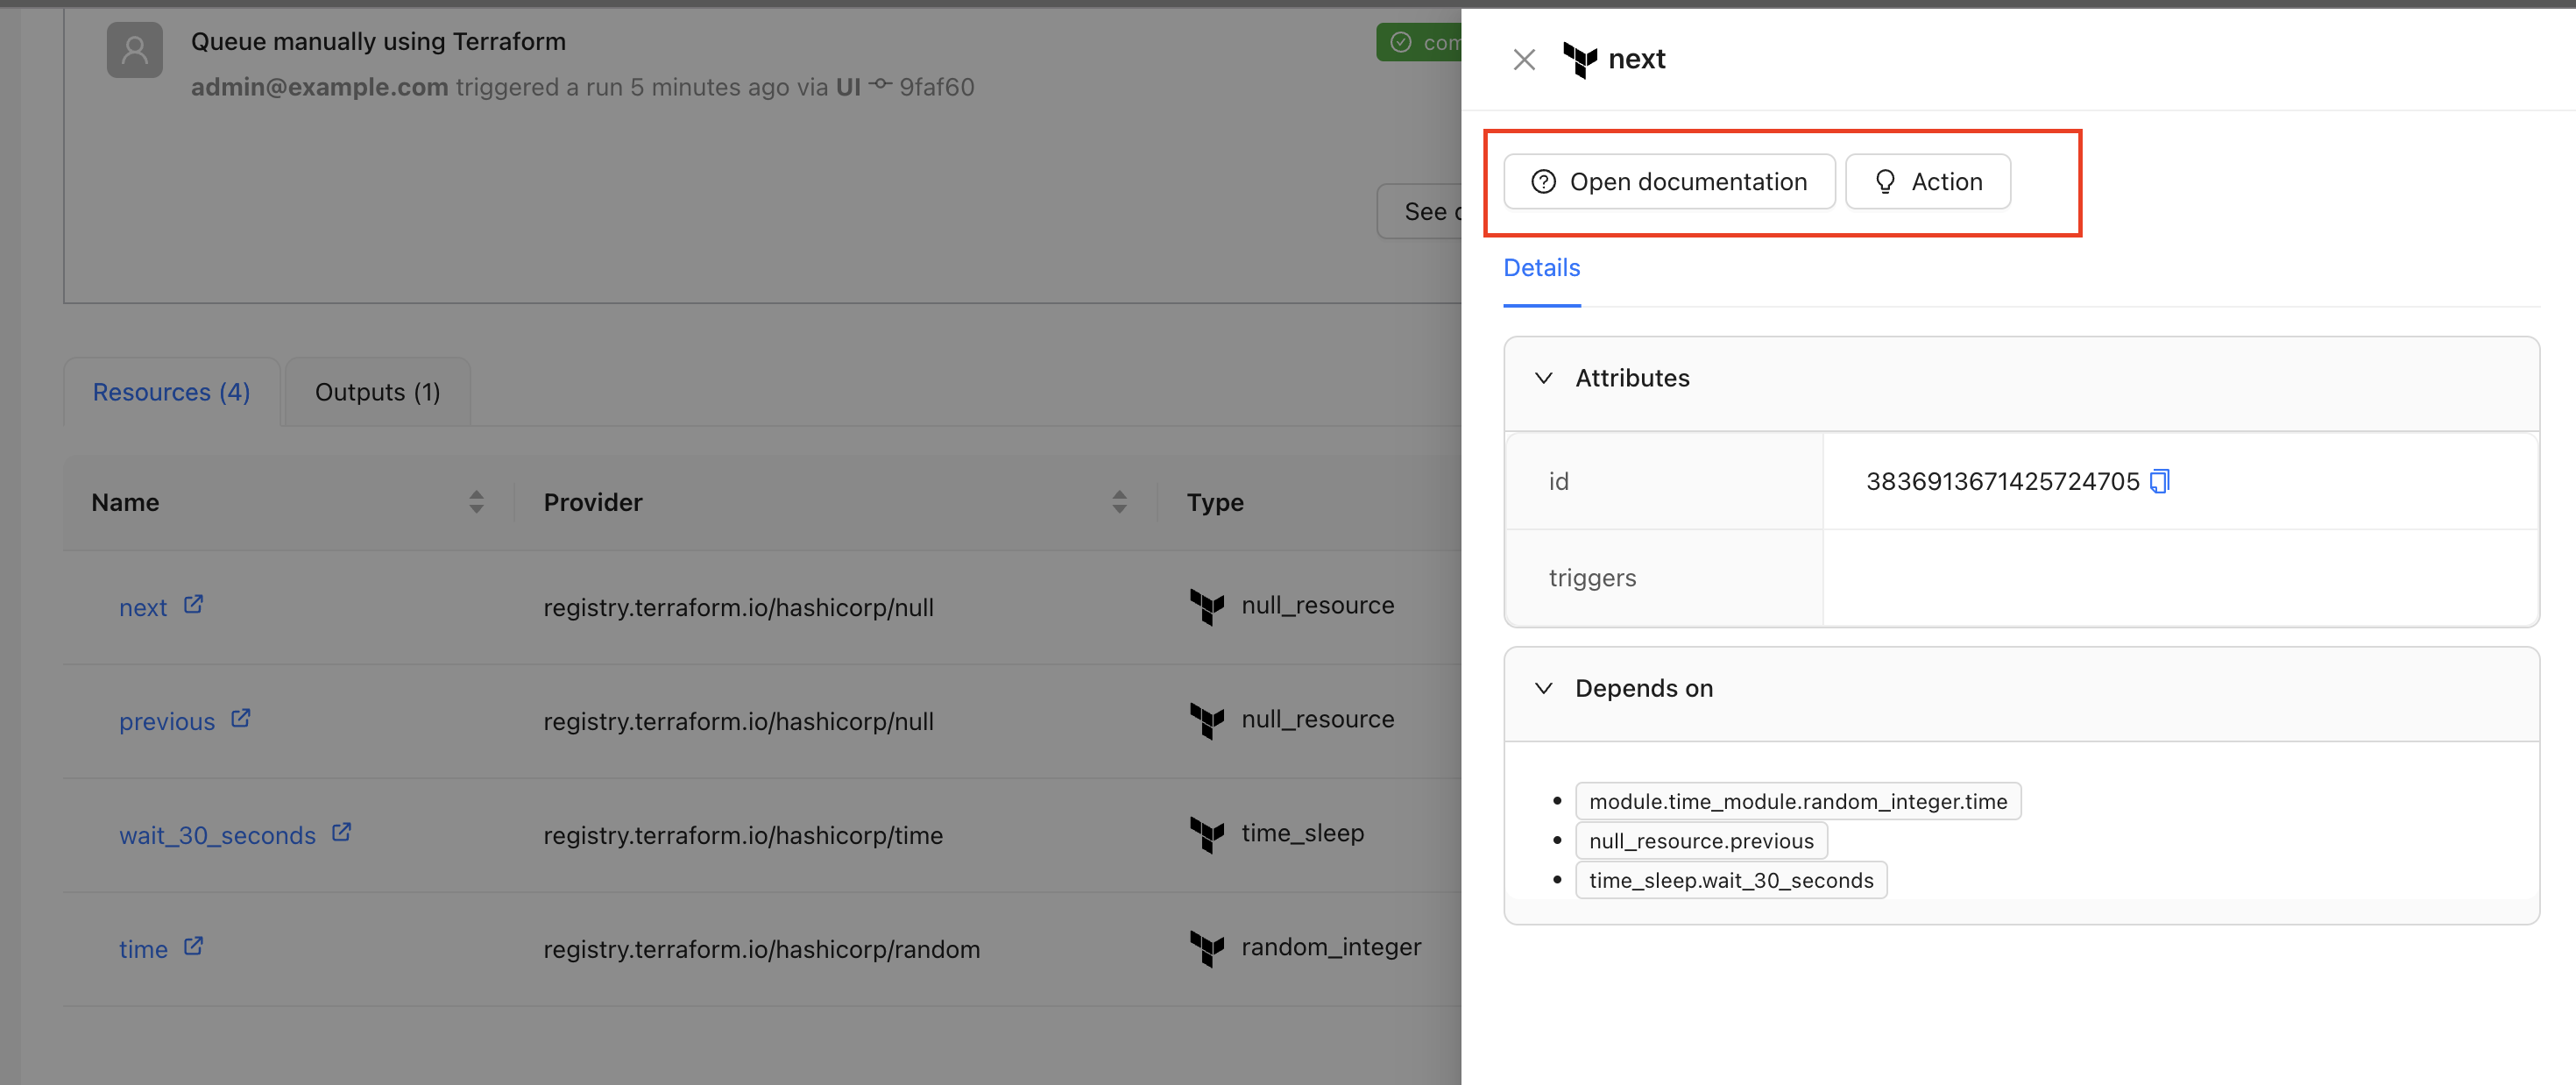 Queue manually using Terraform
admin@example.com triggered a run 5 minutes ago via UI 9faf60
com
See
Resources (4)
Outputs (1)
Name
Provider
Type
next
registry.terraform.io/hashicorp/null
null_resource
previous
registry.terraform.io/hashicorp/null
null_resource
wait_30_seconds
registry.terraform.io/hashicorp/time
time_sleep
time
registry.terraform.io/hashicorp/random
random_integer
next
Open documentation
Action
Details
Attributes
id
3836913671425724705
triggers
Depends on
module.time_module.random_integer.time
null_resource.previous
time_sleep.wait_30_seconds